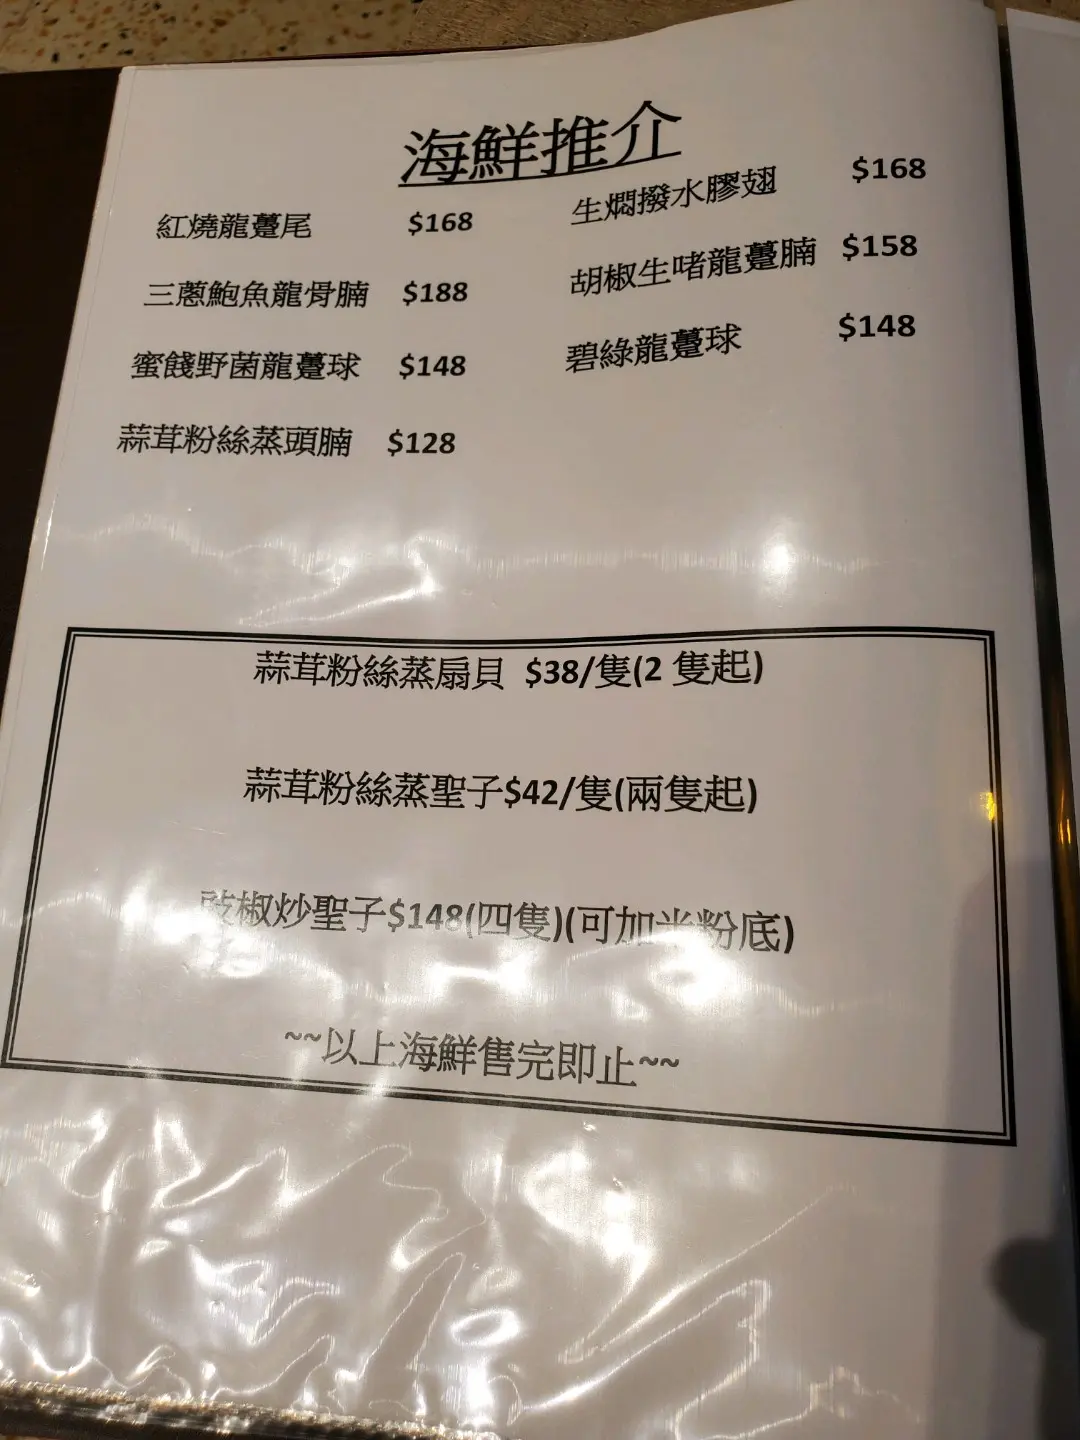 海鮮推介
紅燒龍躉尾 $168
三蔥鮑魚龍骨腩 $188
蜜餞野菌龍躉球 $148
蒜茸粉絲蒸頭腩 $128
生燜撥水膠翅 $168
胡椒生啫龍躉腩 $158
碧綠龍躉球 $148
蒜茸粉絲蒸扇貝 $38/隻(2 隻起)
蒜茸粉絲蒸聖子$42/隻(兩隻起)
豉椒炒聖子$148(四隻)(可加米粉底)
~~以上海鮮售完即止~~